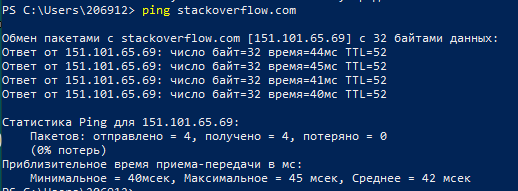 PS C:\Users\206912> ping stackoverflow.com
Обмен пакетами с stackoverflow.com [151.101.65.69] с 32 байтами данных:
Ответ от 151.101.65.69: число байт=32 время=44мс TTL=52
Ответ от 151.101.65.69: число байт=32 время=45мс TTL=52
Ответ от 151.101.65.69: число байт=32 время=41мс TTL=52
Ответ от 151.101.65.69: число байт=32 время=40мс TTL=52
Статистика Ping для 151.101.65.69:
Пакетов: отправлено = 4, получено = 4, потеряно = 0
(0% потерь)
Приблизительное время приема-передачи в мс:
Минимальное = 40мсек, Максимальное = 45 мсек, Среднее = 42 мсек
PS C:\Users\206912>